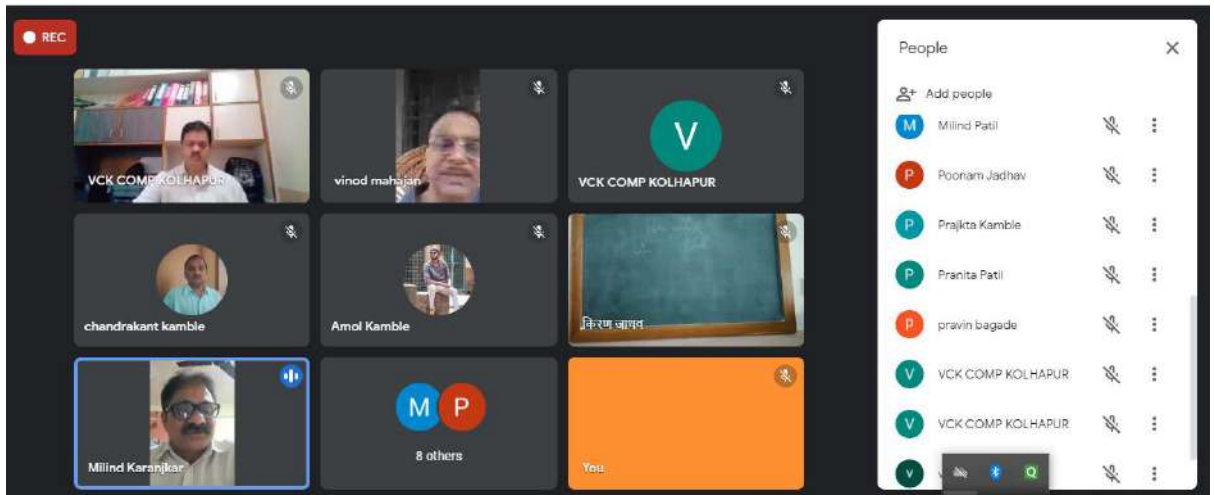 REC
VCK COMP KOLHAPUR
vinod mahajan
V
VCK COMP KOLHAPUR
chandrakant kamble
Amol Kamble
किरण जाधव
Milind Karanjkar
M P
8 others
You
People
Add people
M Milind Patil
P Poonam Jadhav
P Prajkta Kamble
P Pranita Patil
P pravin bagade
V VCK COMP KOLHAPUR
V VCK COMP KOLHAPUR
v
Q